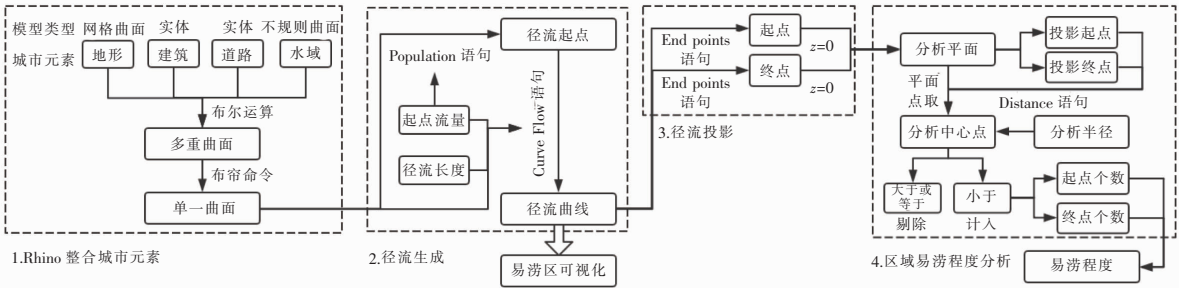 模型类型 网格曲面 实体 实体 不规则曲面
城市元素 地形 建筑 道路 水域
布尔运算
多重曲面
布帘命令
单一曲面
1.Rhino 整合城市元素
径流起点
Population 语句
起点流量
径流长度
Curve Flow 语句
径流曲线
2.径流生成
易涝区可视化
End points
语句
起点
z=0
End points
语句
终点
z=0
3.径流投影
分析平面
投影起点
投影终点
平面
点取
Distance 语句
分析中心点
分析半径
大于或
等于
剔除
小于
计入
起点个数
终点个数
4.区域易涝程度分析
易涝程度